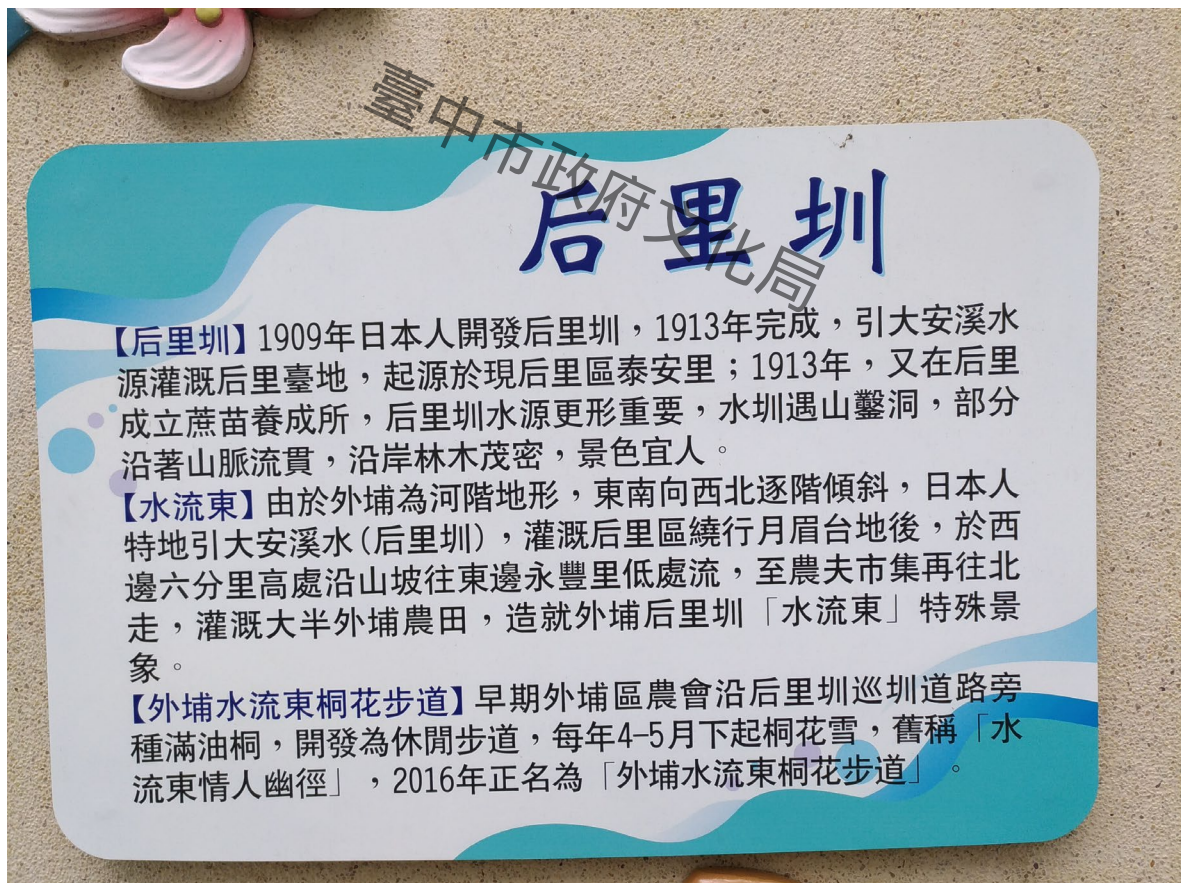 臺中市政府文化局
后里圳
【后里圳】1909年日本人開發后里圳，1913年完成，引大安溪水
源灌溉后里臺地，起源於現后里區泰安里；1913年，又在后里
成立蔗苗養成所，后里圳水源更形重要，水圳遇山鑿洞，部分
沿著山脈流貫，沿岸林木茂密，景色宜人。
【水流東】由於外埔為河階地形，東南向西北逐階傾斜，日本人
特地引大安溪水(后里圳)，灌溉后里區繞行月眉台地後，於西
邊六分里高處沿山坡往東邊永豐里低處流，至農夫市集再往北
走，灌溉大半外埔農田，造就外埔后里圳「水流東」特殊景
象。
【外埔水流東桐花步道】早期外埔區農會沿后里圳巡圳道路旁
種滿油桐，開發為休閒步道，每年4-5月下起桐花雪，舊稱「水
流東情人幽徑」，2016年正名為「外埔水流東桐花步道」。